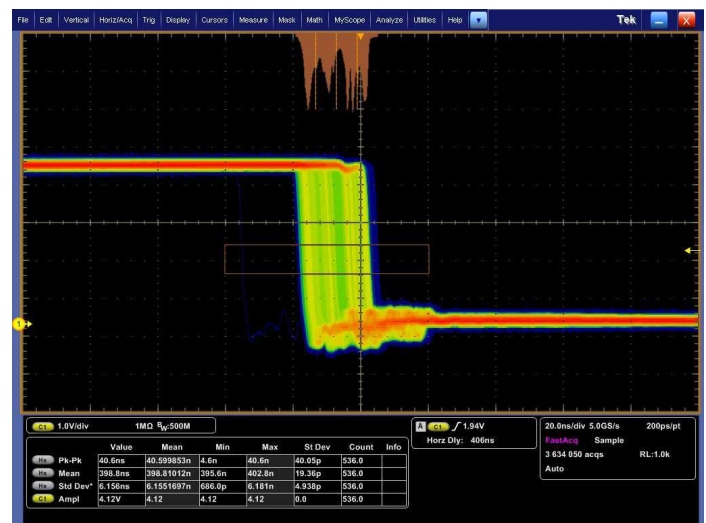 File Edit Vertical Horiz/Acq Trig Display Cursors Measure Mask Math MyScope Analyze Utilities Help Tek X
1
C1 1.0V/div 1MΩ BW:500M
A C1 1.94V
Horz Dly: 406ns
20.0ns/div 5.0GS/s 200ps/pt
FastAcq Sample
3 634 050 acqs RL:1.0k
Auto
Value Mean Min Max St Dev Count Info
Hs Pk-Pk 40.6ns 40.599853n 4.6n 40.6n 40.05p 536.0
Hs Mean 398.8ns 398.81012n 395.6n 402.8n 19.36p 536.0
Hs Std Dev* 6.156ns 6.1551697n 686.0p 6.181n 4.938p 536.0
C1 Ampl 4.12V 4.12 4.12 4.12 0.0 536.0